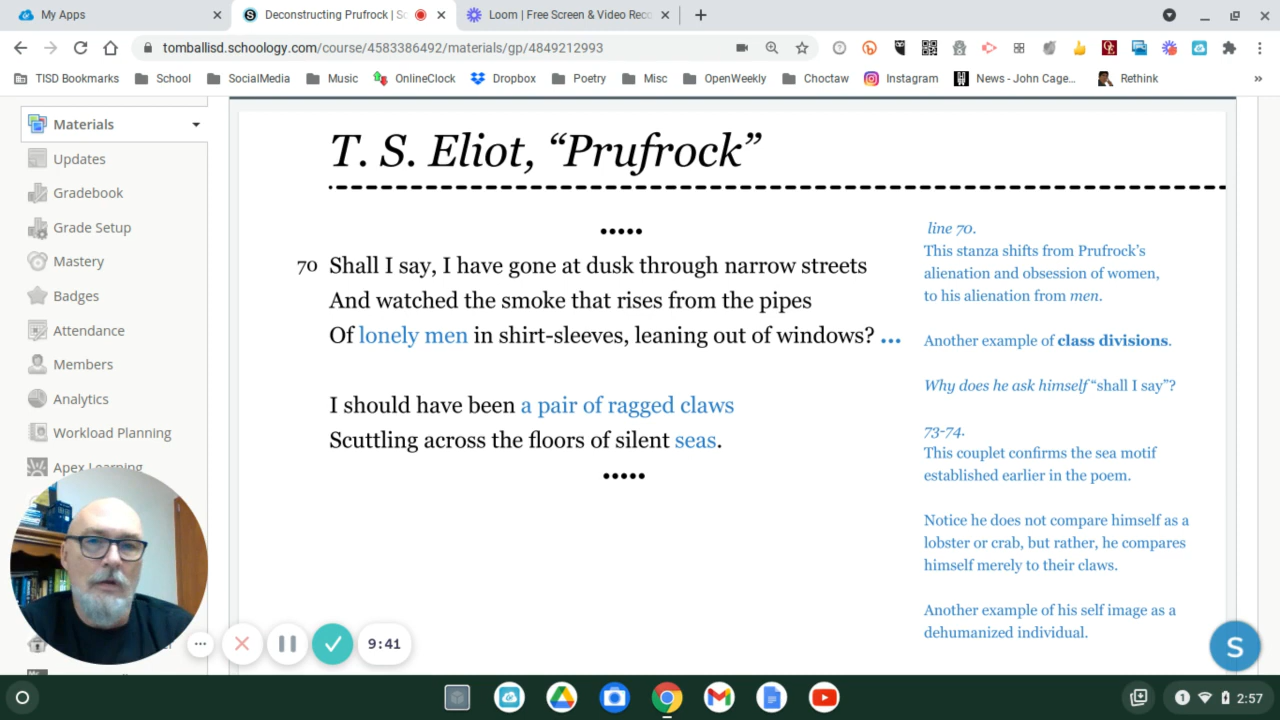 My Apps
Deconstructing Prufrock | Sc
Loom | Free Screen & Video Reco
tomballisd.schoology.com/course/4583386492/materials/gp/4849212993
TISD Bookmarks
School
SocialMedia
Music
OnlineClock
Dropbox
Poetry
Misc
OpenWeekly
Choctaw
Instagram
News - John Cage...
Rethink
»
Materials
Updates
Gradebook
Grade Setup
Mastery
Badges
Attendance
Members
Analytics
Workload Planning
Apex Learning
T. S. Eliot, “Prufrock”
•••••
70 Shall I say, I have gone at dusk through narrow streets
And watched the smoke that rises from the pipes
Of lonely men in shirt-sleeves, leaning out of windows? ...
I should have been a pair of ragged claws
Scuttling across the floors of silent seas.
•••••
line 70.
This stanza shifts from Prufrock’s
alienation and obsession of women,
to his alienation from men.
Another example of class divisions.
Why does he ask himself “shall I say”?
73-74.
This couplet confirms the sea motif
established earlier in the poem.
Notice he does not compare himself as a
lobster or crab, but rather, he compares
himself merely to their claws.
Another example of his self image as a
dehumanized individual.
9:41
S
1
2:57